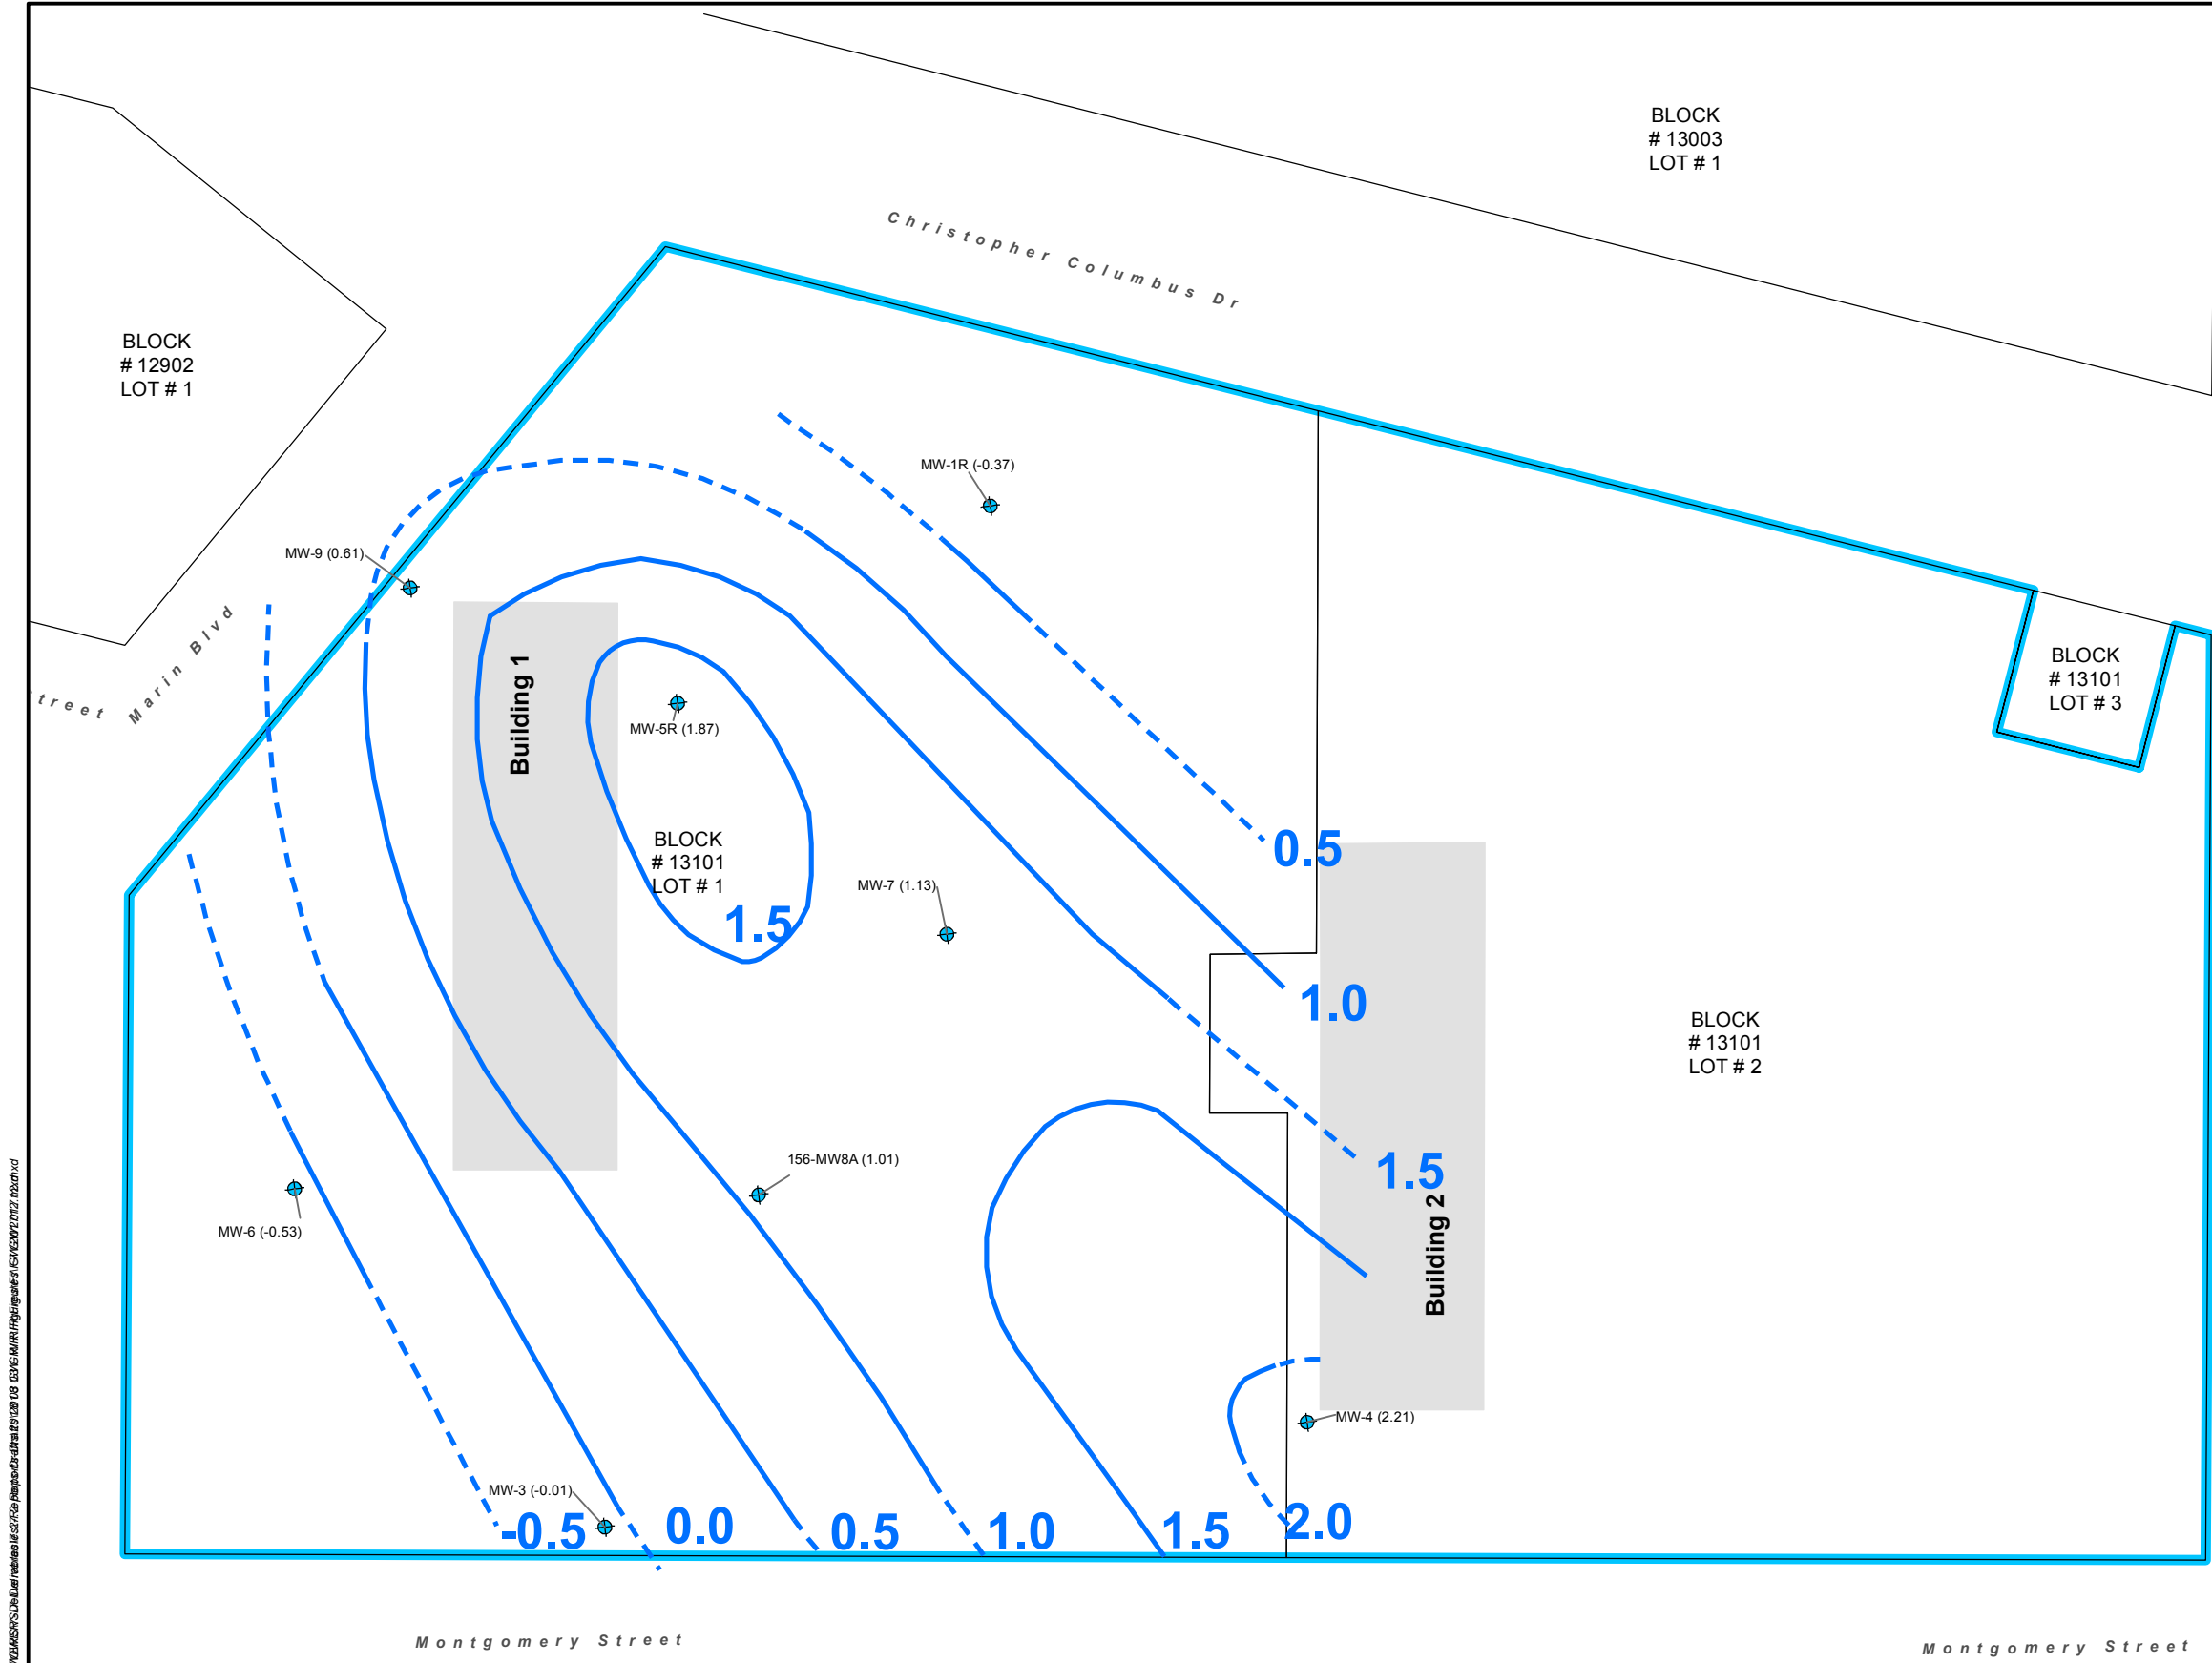 BLOCK
# 13003
LOT # 1
Christopher Columbus Dr
BLOCK
# 12902
LOT # 1
MW-1R (-0.37)
MW-9 (0.61)
Marin Blvd
Building 1
MW-5R (1.87)
BLOCK
# 13101
LOT # 3
BLOCK
# 13101
LOT # 1
1.5
MW-7 (1.13)
0.5
1.0
BLOCK
# 13101
LOT # 2
156-MW8A (1.01)
1.5
Building 2
MW-6 (-0.53)
MW-4 (2.21)
MW-3 (-0.01)
-0.5
0.0
0.5
1.0
1.5
2.0
Montgomery Street
Montgomery Street